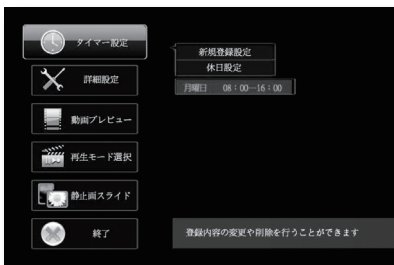 タイマー設定
詳細設定
動画プレビュー
再生モード選択
静止画スライド
終了
新規登録設定
休日設定
月曜日 08：00―16：00
登録内容の変更や削除を行うことができます